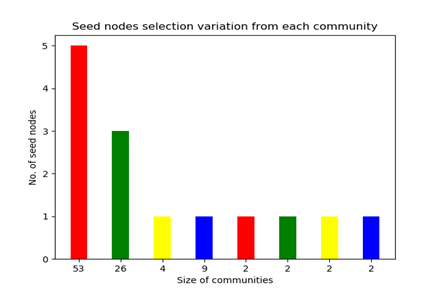 Seed nodes selection variation from each community
5
4
3
2
1
0
No. of seed nodes
53 26 4 9 2 2 2 2
Size of communities